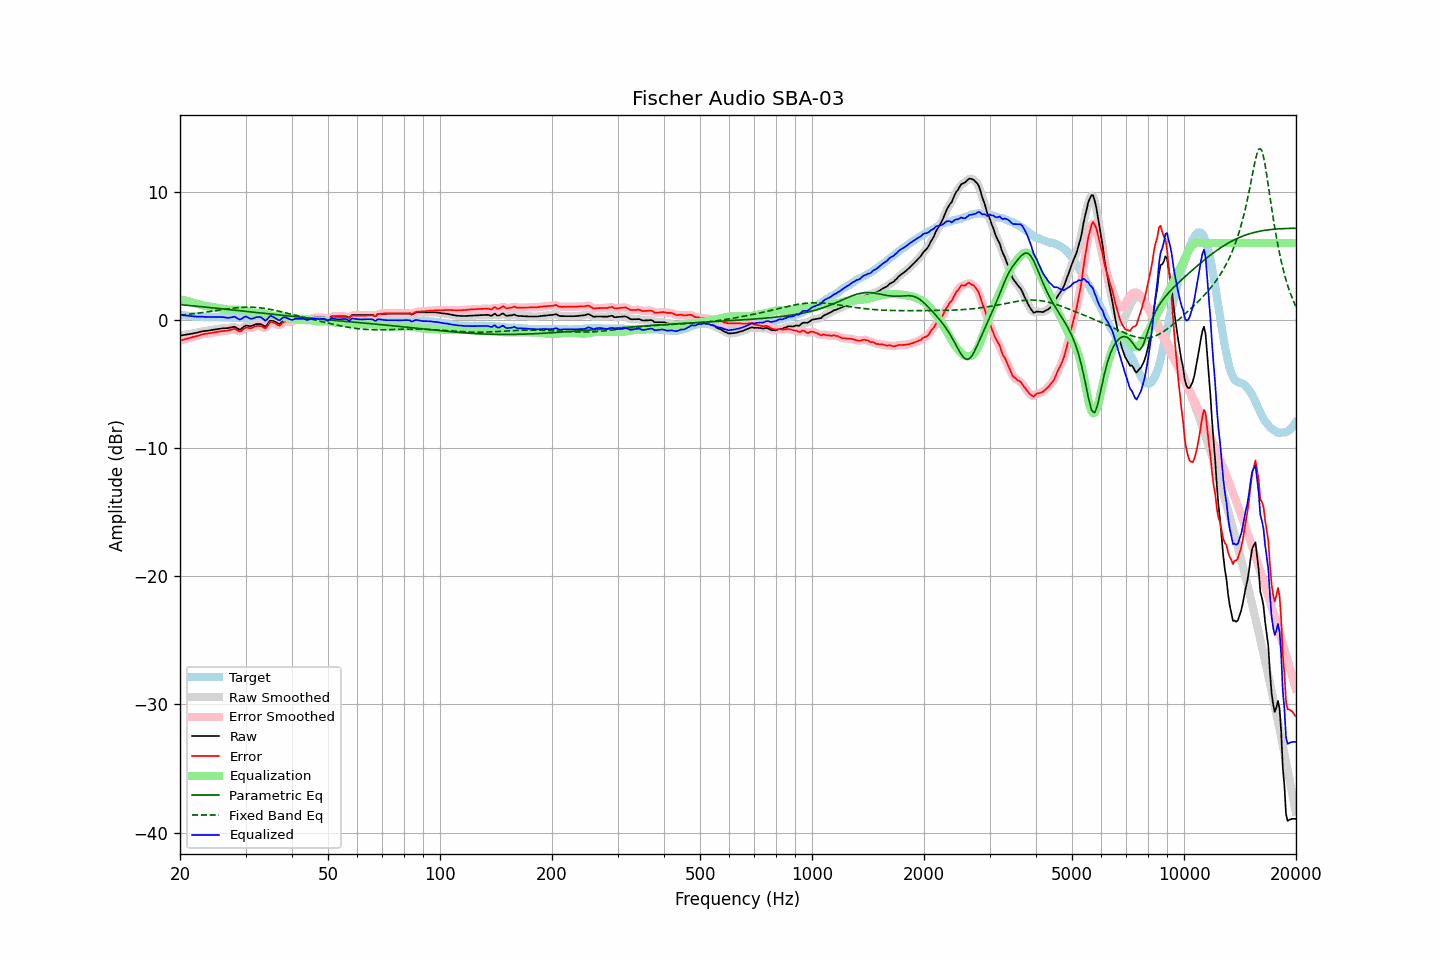 Fischer Audio SBA-03
Amplitude (dBr)
10
0
−10
−20
−30
−40
Target
Raw Smoothed
Error Smoothed
Raw
Error
Equalization
Parametric Eq
Fixed Band Eq
Equalized
20 50 100 200 500 1000 2000 5000 10000 20000
Frequency (Hz)